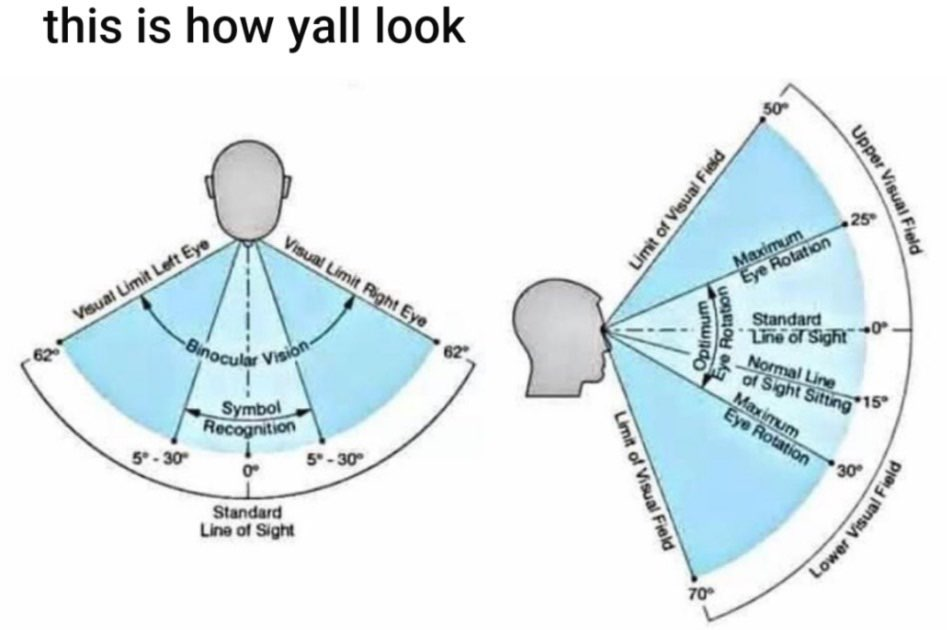 this is how yall look
Visual Limit Left Eye
Visual Limit Right Eye
62°
62°
Binocular Vision
Symbol
Recognition
5° - 30°
0°
5° - 30°
Standard
Line of Sight
50°
Upper Visual Field
Limit of Visual Field
25°
Maximum
Eye Rotation
Optimum
Eye Rotation
Standard
Line of Sight
0°
Normal Line
of Sight Sitting
15°
Maximum
Eye Rotation
30°
Limit of Visual Field
Lower Visual Field
70°